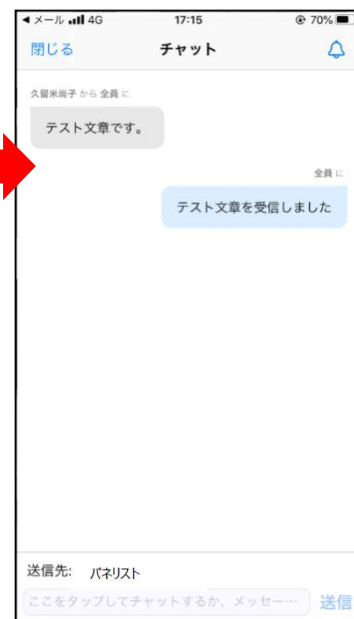 メール 4G 17:15 70%
閉じる チャット
久留米尚子 から 全員 に
テスト文章です。
全員 に
テスト文章を受信しました
送信先: パネリスト
ここをタップしてチャットするか、メッセー… 送信